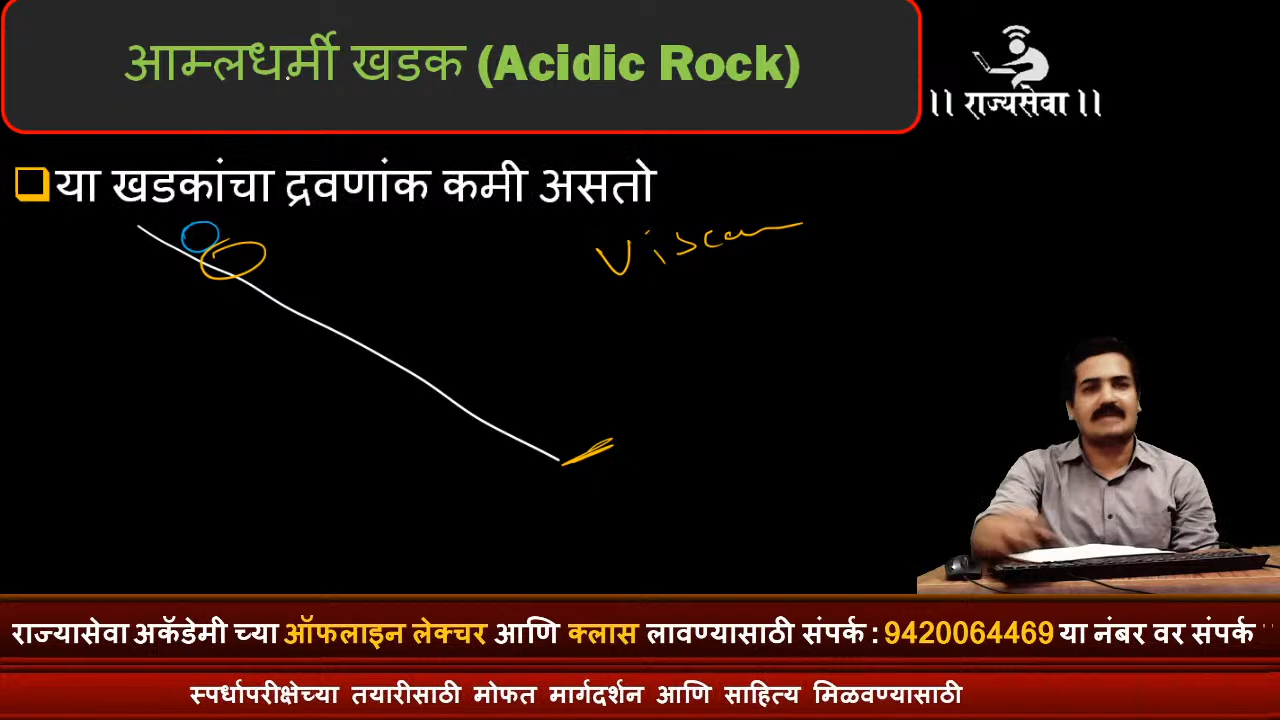 आम्लधर्मी खडक (Acidic Rock)
।। राज्यसेवा ।।
या खडकांचा द्रवणांक कमी असतो
राज्यासेवा अकॅडेमी च्या ऑफलाइन लेक्चर आणि क्लास लावण्यासाठी संपर्क : 9420064469 या नंबर वर संपर्क
स्पर्धापरीक्षेच्या तयारीसाठी मोफत मार्गदर्शन आणि साहित्य मिळवण्यासाठी